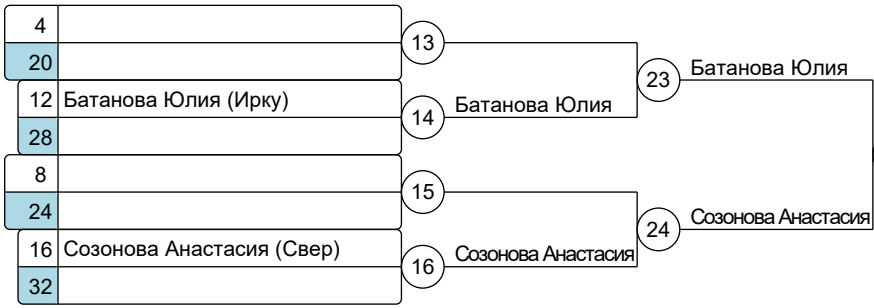 4
13
20
23 Батанова Юлия
12 Батанова Юлия (Ирку)
14 Батанова Юлия
28
8
15
24
24 Созонова Анастасия
16 Созонова Анастасия (Свер)
16 Созонова Анастасия
32